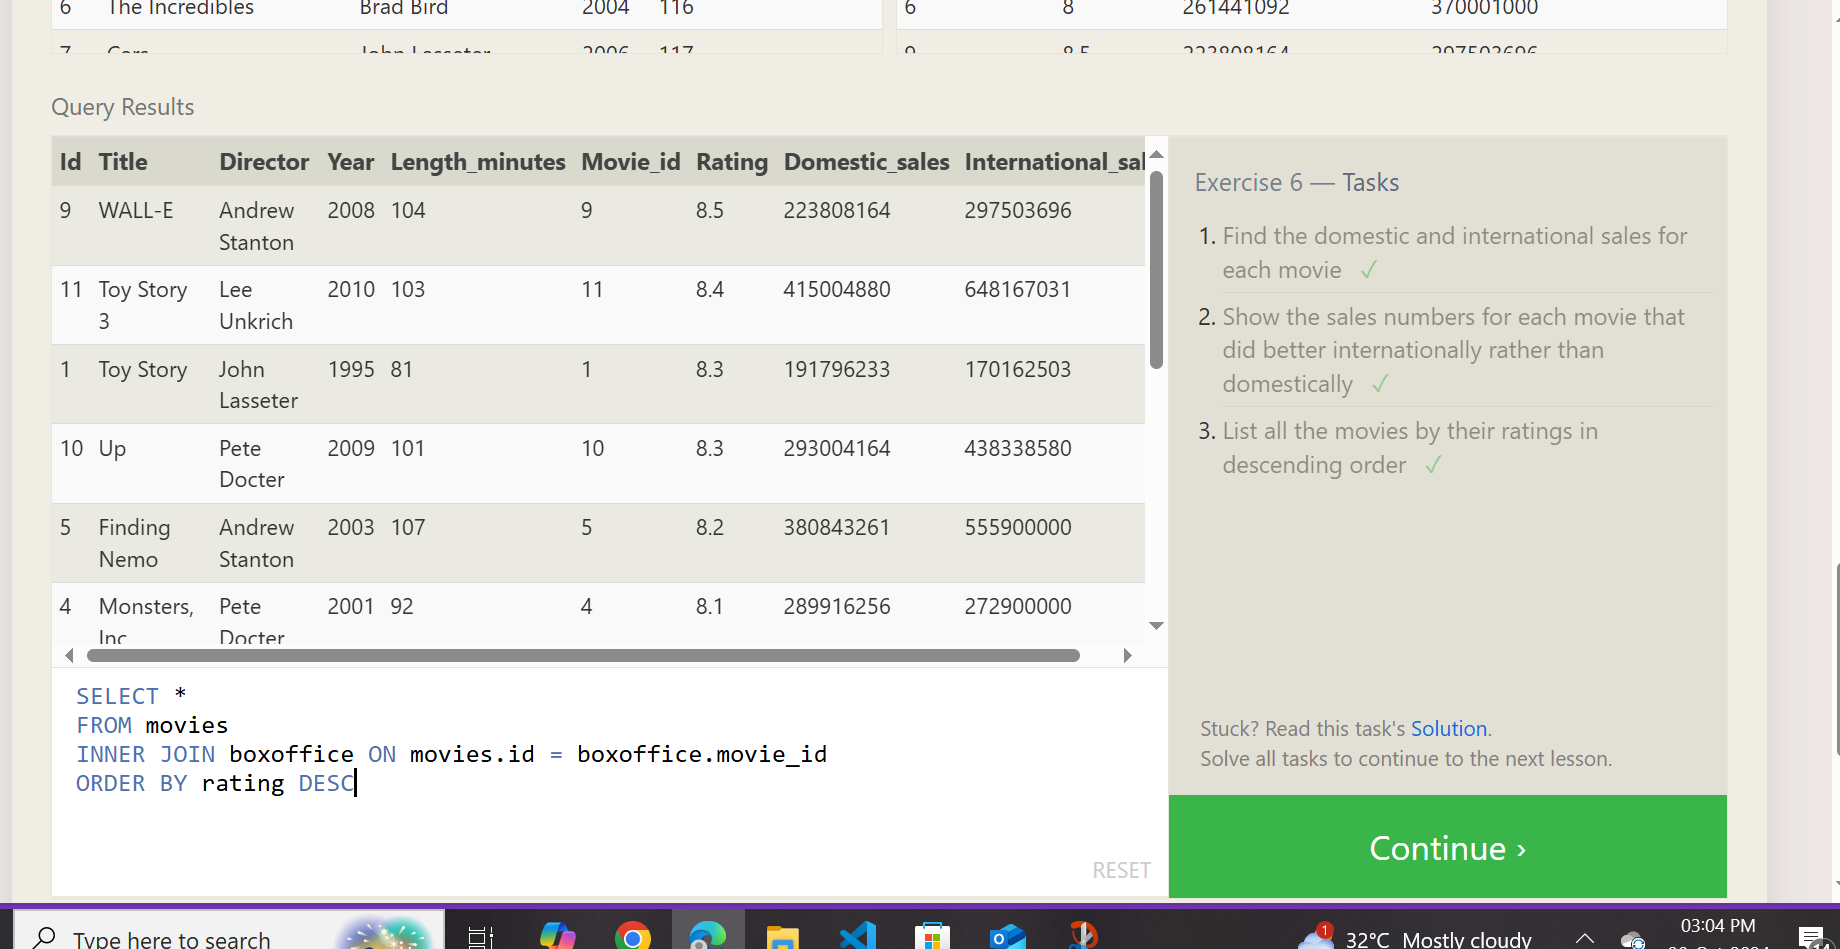 6 The Incredibles Brad Bird 2004 116 6 8 261441092 370001000
7 Cars John Lasseter 2006 117 9 8.5 223808164 297503696
Query Results
Id Title Director Year Length_minutes Movie_id Rating Domestic_sales International_sal
9 WALL-E Andrew Stanton 2008 104 9 8.5 223808164 297503696
11 Toy Story 3 Lee Unkrich 2010 103 11 8.4 415004880 648167031
1 Toy Story John Lasseter 1995 81 1 8.3 191796233 170162503
10 Up Pete Docter 2009 101 10 8.3 293004164 438338580
5 Finding Nemo Andrew Stanton 2003 107 5 8.2 380843261 555900000
4 Monsters, Inc Pete Docter 2001 92 4 8.1 289916256 272900000
SELECT *
FROM movies
INNER JOIN boxoffice ON movies.id = boxoffice.movie_id
ORDER BY rating DESC
RESET
Exercise 6 — Tasks
1. Find the domestic and international sales for
each movie ✓
2. Show the sales numbers for each movie that
did better internationally rather than
domestically ✓
3. List all the movies by their ratings in
descending order ✓
Stuck? Read this task's Solution.
Solve all tasks to continue to the next lesson.
Continue ›
Type here to search
1
32°C Mostly cloudy
03:04 PM